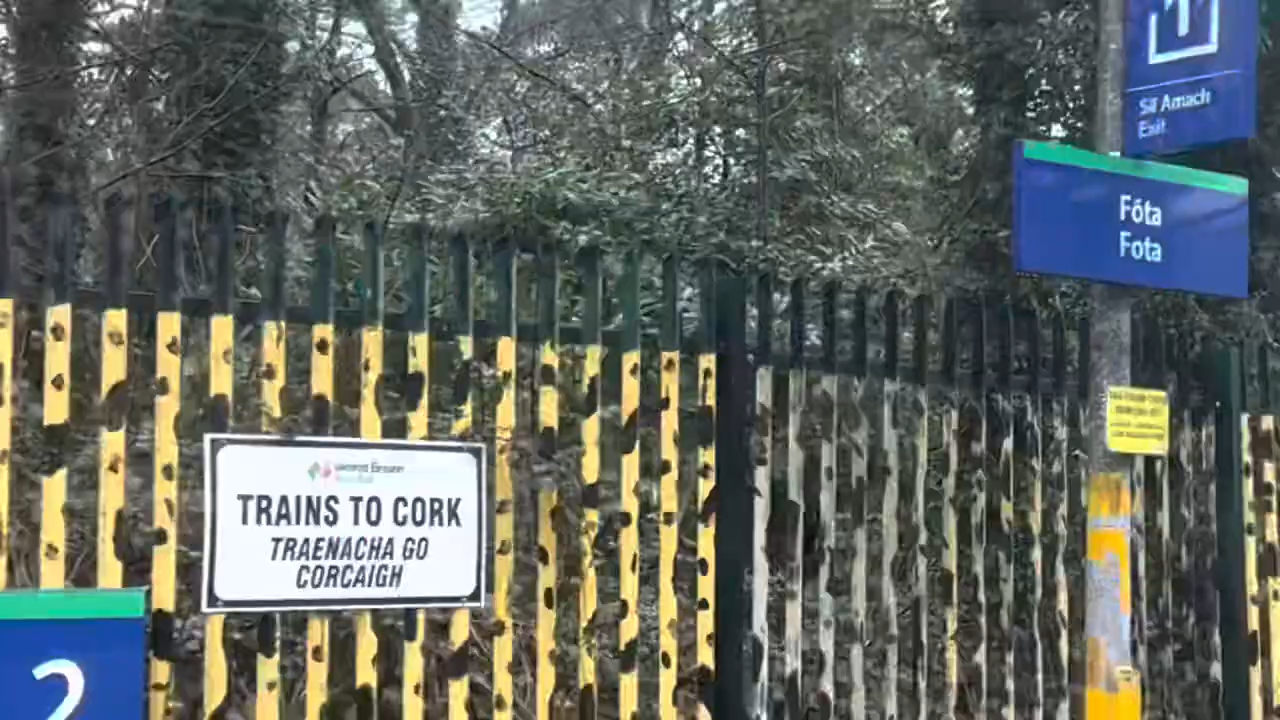 Slí Amach
Exit
Fóta
Fota
TRAINS TO CORK
TRAENACHA GO
CORCAIGH
2